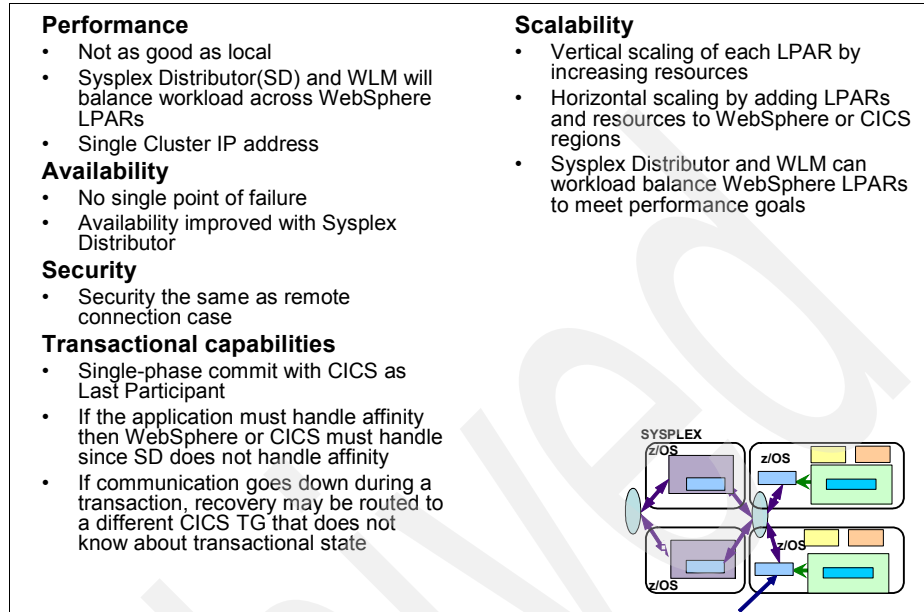 Performance
• Not as good as local
• Sysplex Distributor(SD) and WLM will
balance workload across WebSphere
LPARs
• Single Cluster IP address
Availability
• No single point of failure
• Availability improved with Sysplex
Distributor
Security
• Security the same as remote
connection case
Transactional capabilities
• Single-phase commit with CICS as
Last Participant
• If the application must handle affinity
then WebSphere or CICS must handle
since SD does not handle affinity
• If communication goes down during a
transaction, recovery may be routed to
a different CICS TG that does not
know about transactional state
Scalability
• Vertical scaling of each LPAR by
increasing resources
• Horizontal scaling by adding LPARs
and resources to WebSphere or CICS
regions
• Sysplex Distributor and WLM can
workload balance WebSphere LPARs
to meet performance goals
SYSPLEX
z/OS
z/OS
z/OS
z/OS